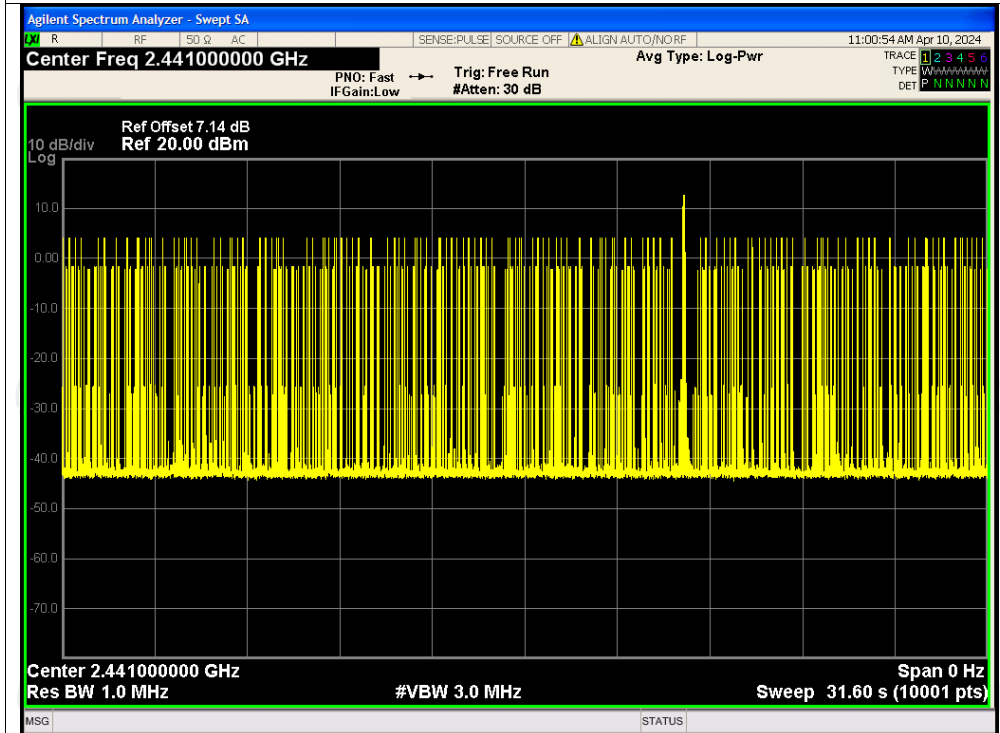 Agilent Spectrum Analyzer - Swept SA
LXI R RF 50 Ω AC SENSE:PULSE SOURCE OFF ALIGN AUTO/NO RF 11:00:54 AM Apr 10, 2024
Center Freq 2.441000000 GHz Avg Type: Log-Pwr TRACE 1 2 3 4 5 6
PNO: Fast Trig: Free Run TYPE W
IFGain:Low #Atten: 30 dB DET P N N N N N
Ref Offset 7.14 dB
10 dB/div Ref 20.00 dBm
Log
10.0
0.00
-10.0
-20.0
-30.0
-40.0
-50.0
-60.0
-70.0
Center 2.441000000 GHz Span 0 Hz
Res BW 1.0 MHz #VBW 3.0 MHz Sweep 31.60 s (10001 pts)
MSG STATUS